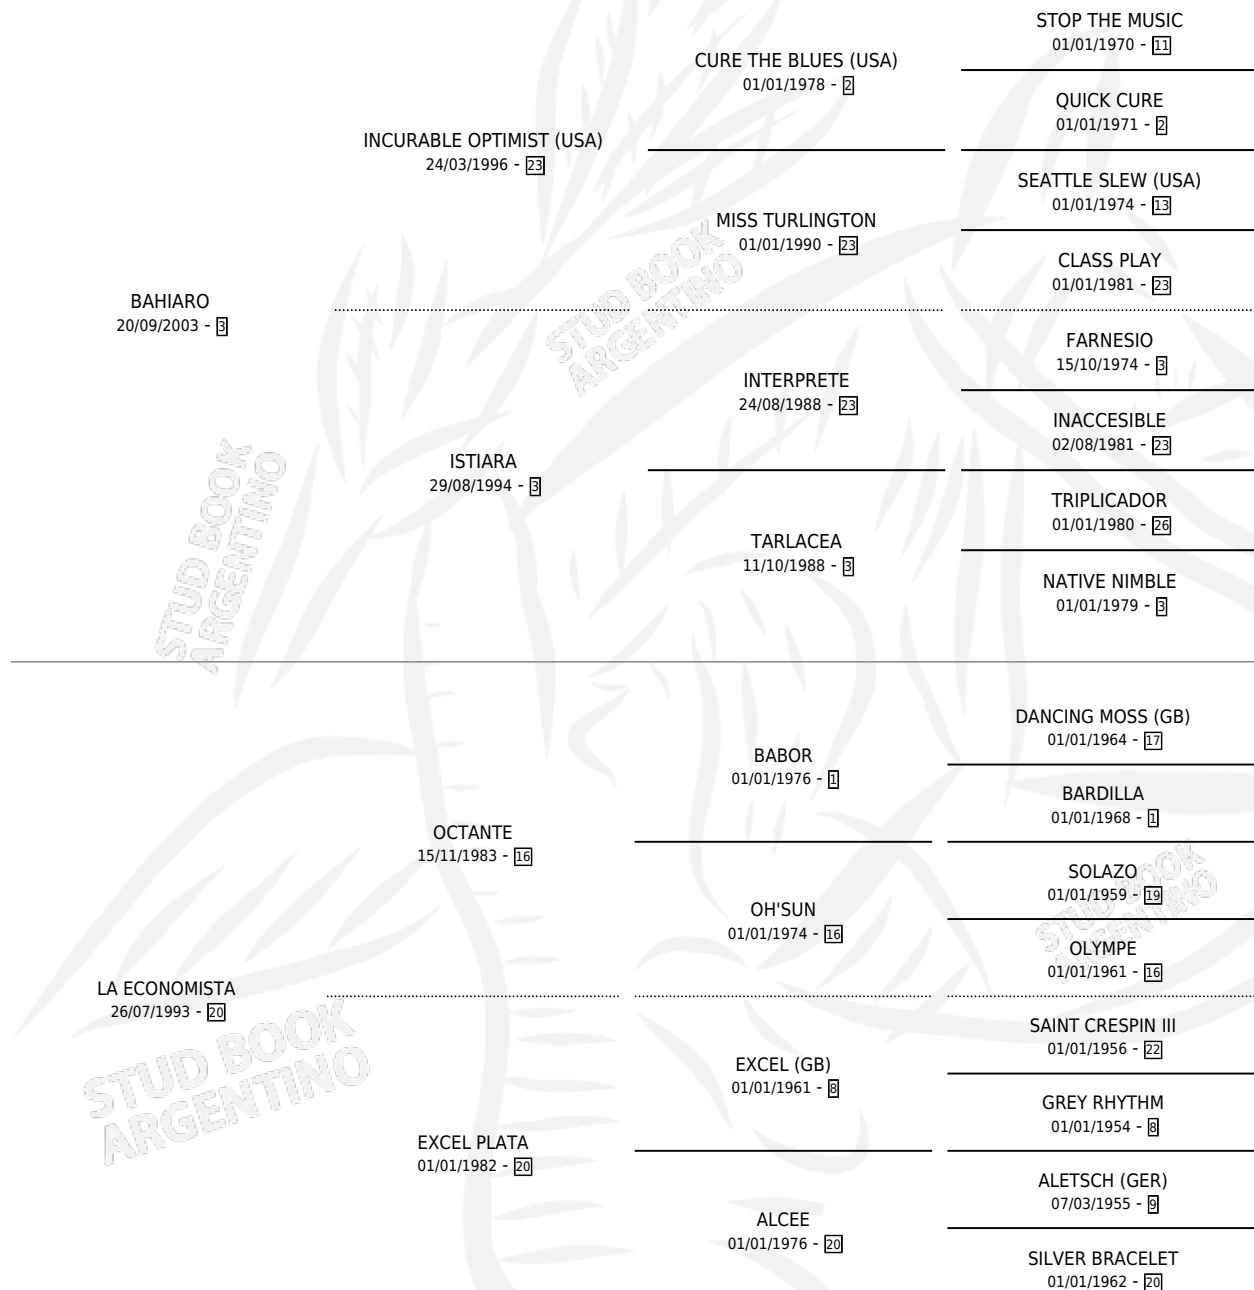 BAHIARO
20/09/2003 - 3
INCURABLE OPTIMIST (USA)
24/03/1996 - 23
CURE THE BLUES (USA)
01/01/1978 - 2
STOP THE MUSIC
01/01/1970 - 11
QUICK CURE
01/01/1971 - 2
MISS TURLINGTON
01/01/1990 - 23
SEATTLE SLEW (USA)
01/01/1974 - 13
CLASS PLAY
01/01/1981 - 23
ISTIARA
29/08/1994 - 3
INTERPRETE
24/08/1988 - 23
FARNESIO
15/10/1974 - 3
INACCESIBLE
02/08/1981 - 23
TARLACEA
11/10/1988 - 3
TRIPLICADOR
01/01/1980 - 26
NATIVE NIMBLE
01/01/1979 - 3
LA ECONOMISTA
26/07/1993 - 20
OCTANTE
15/11/1983 - 16
BABOR
01/01/1976 - 1
DANCING MOSS (GB)
01/01/1964 - 17
BARDILLA
01/01/1968 - 1
OH'SUN
01/01/1974 - 16
SOLAZO
01/01/1959 - 19
OLYMPE
01/01/1961 - 16
EXCEL PLATA
01/01/1982 - 20
EXCEL (GB)
01/01/1961 - 8
SAINT CRESPIN III
01/01/1956 - 22
GREY RHYTHM
01/01/1954 - 8
ALCEE
01/01/1976 - 20
ALETSCH (GER)
07/03/1955 - 9
SILVER BRACELET
01/01/1962 - 20
STUD BOOK
ARGENTINO
STUD BOOK
ARGENTINO
STUD BOOK
ARGENTINO
STUD BOOK
ARGENTINO